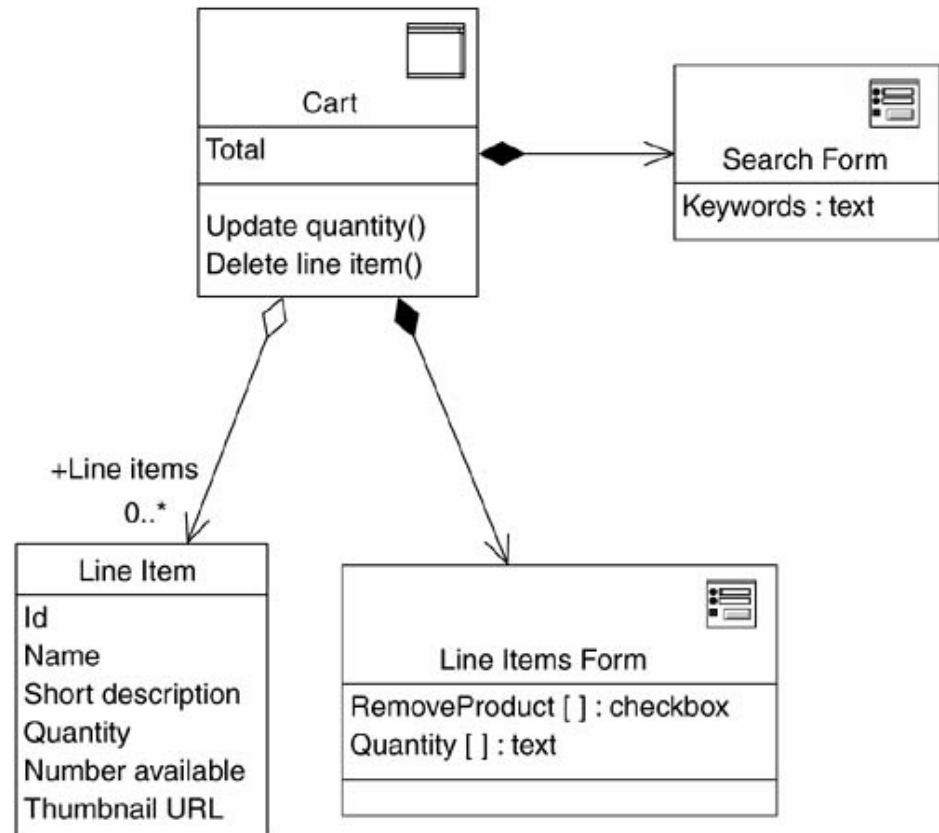 Cart
Total
Update quantity()
Delete line item()
Search Form
Keywords : text
+Line items
0..*
Line Item
Id
Name
Short description
Quantity
Number available
Thumbnail URL
Line Items Form
RemoveProduct [ ] : checkbox
Quantity [ ] : text